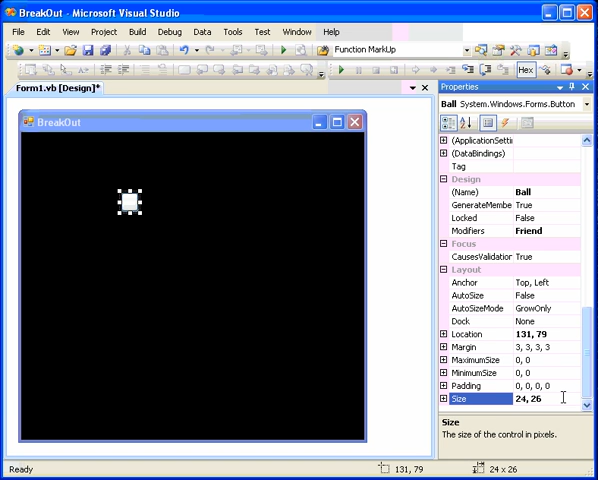 BreakOut - Microsoft Visual Studio
File Edit View Project Build Debug Data Tools Test Window Help
Function MarkUp
Hex
Form1.vb [Design]*
BreakOut
Properties
Ball System.Windows.Forms.Button
(ApplicationSetti
(DataBindings)
Tag
Design
(Name) Ball
GenerateMembe True
Locked False
Modifiers Friend
Focus
CausesValidation True
Layout
Anchor Top, Left
AutoSize False
AutoSizeMode GrowOnly
Dock None
Location 131, 79
Margin 3, 3, 3, 3
MaximumSize 0, 0
MinimumSize 0, 0
Padding 0, 0, 0, 0
Size 24, 26
Size
The size of the control in pixels.
Ready 131, 79 24 x 26